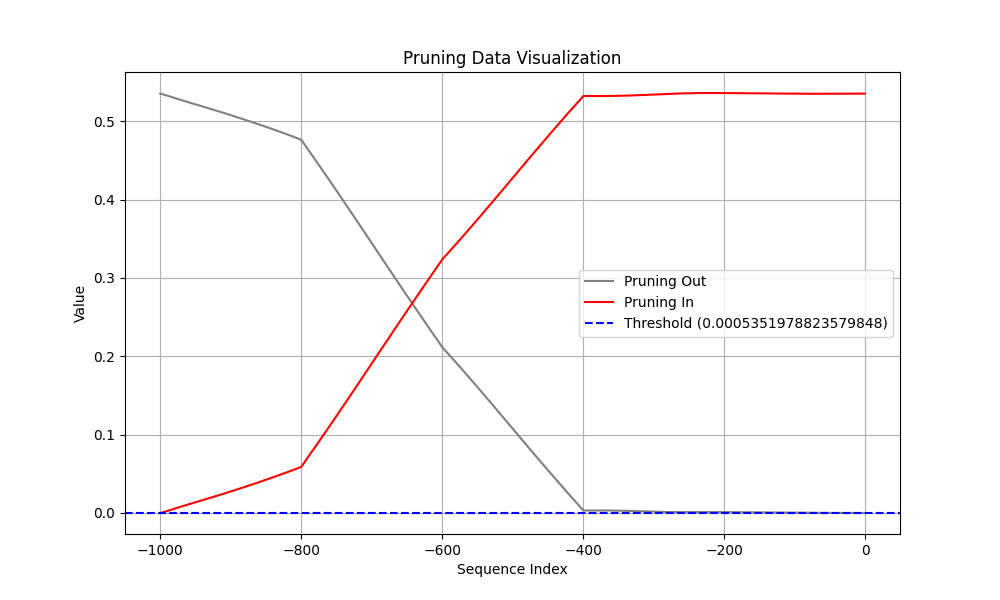 Pruning Data Visualization
Value
0.5
0.4
0.3
0.2
0.1
0.0
Pruning Out
Pruning In
Threshold (0.0005351978823579848)
−1000 −800 −600 −400 −200 0
Sequence Index